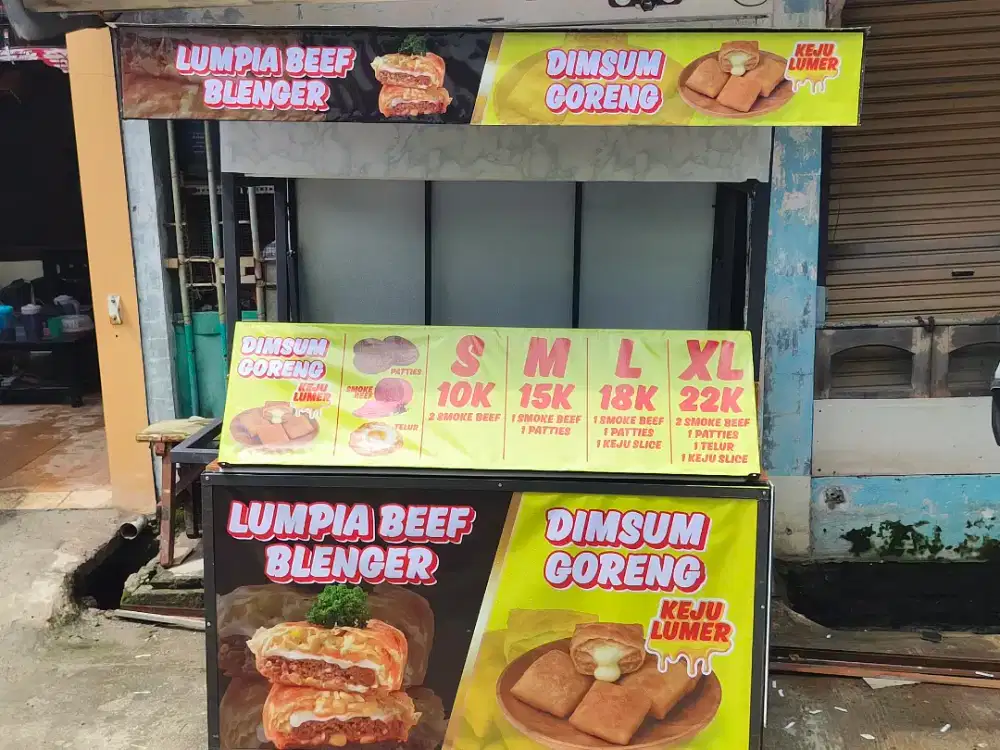 LUMPIA BEEF
BLENGER
DIMSUM
GORENG
KEJU
LUMER
DIMSUM
GORENG
KEJU
LUMER
PATTIES
SMOKE
BEEF
TELUR
S
10K
2 SMOKE BEEF
M
15K
1 SMOKE BEEF
1 PATTIES
L
18K
1 SMOKE BEEF
1 PATTIES
1 KEJU SLICE
XL
22K
2 SMOKE BEEF
1 PATTIES
1 TELUR
1 KEJU SLICE
LUMPIA BEEF
BLENGER
DIMSUM
GORENG
KEJU
LUMER